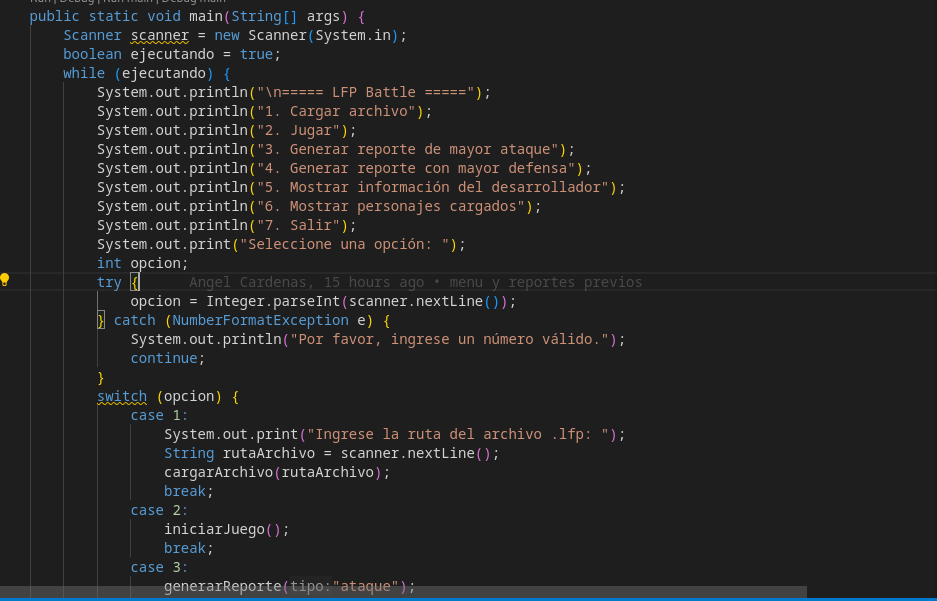 Run | Debug | Run main | Debug main
public static void main(String[] args) {
Scanner scanner = new Scanner(System.in);
boolean ejecutando = true;
while (ejecutando) {
System.out.println("\n===== LFP Battle =====");
System.out.println("1. Cargar archivo");
System.out.println("2. Jugar");
System.out.println("3. Generar reporte de mayor ataque");
System.out.println("4. Generar reporte con mayor defensa");
System.out.println("5. Mostrar información del desarrollador");
System.out.println("6. Mostrar personajes cargados");
System.out.println("7. Salir");
System.out.print("Seleccione una opción: ");
int opcion;
try { Angel Cardenas, 15 hours ago • menu y reportes previos
opcion = Integer.parseInt(scanner.nextLine());
} catch (NumberFormatException e) {
System.out.println("Por favor, ingrese un número válido.");
continue;
}
switch (opcion) {
case 1:
System.out.print("Ingrese la ruta del archivo .lfp: ");
String rutaArchivo = scanner.nextLine();
cargarArchivo(rutaArchivo);
break;
case 2:
iniciarJuego();
break;
case 3:
generarReporte(tipo:"ataque");